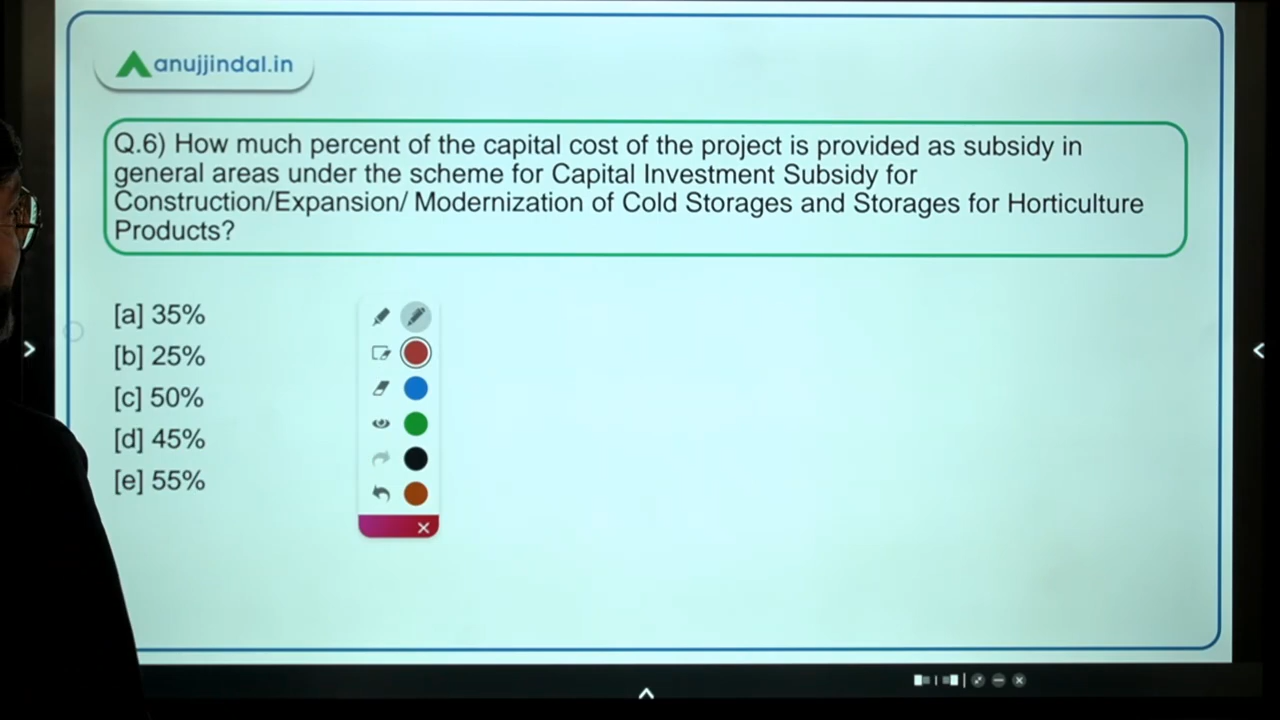 anujjindal.in
Q.6) How much percent of the capital cost of the project is provided as subsidy in
general areas under the scheme for Capital Investment Subsidy for
Construction/Expansion/ Modernization of Cold Storages and Storages for Horticulture
Products?
[a] 35%
[b] 25%
[c] 50%
[d] 45%
[e] 55%